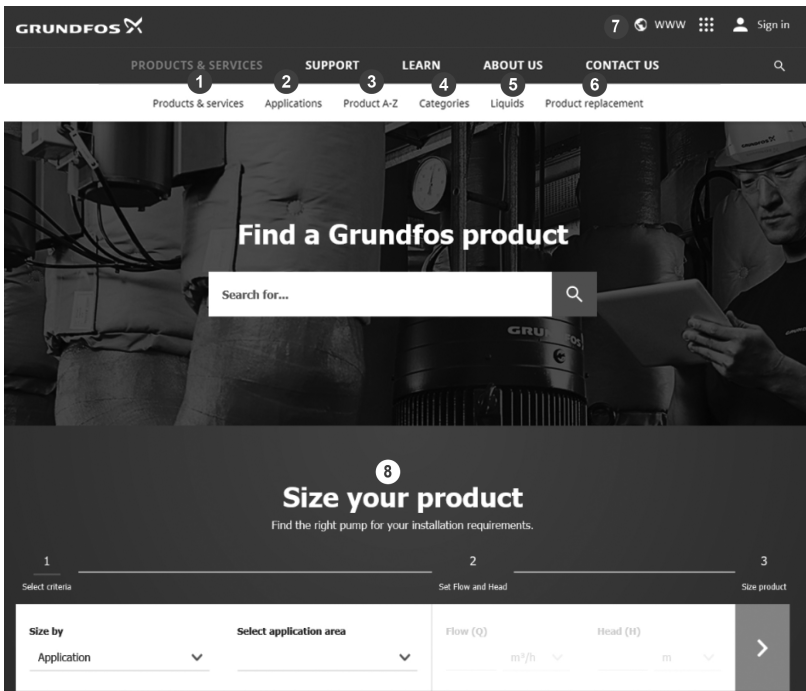 GRUNDFOS
7 WWW Sign in
PRODUCTS & SERVICES SUPPORT LEARN ABOUT US CONTACT US
1 2 3 4 5 6
Products & services Applications Product A-Z Categories Liquids Product replacement
GRUNDFOS
Find a Grundfos product
Search for...
GRUNDFOS
8
Size your product
Find the right pump for your installation requirements.
1 2 3
Select criteria Set Flow and Head Size product
Size by Select application area Flow (Q) Head (H)
Application m³/h m